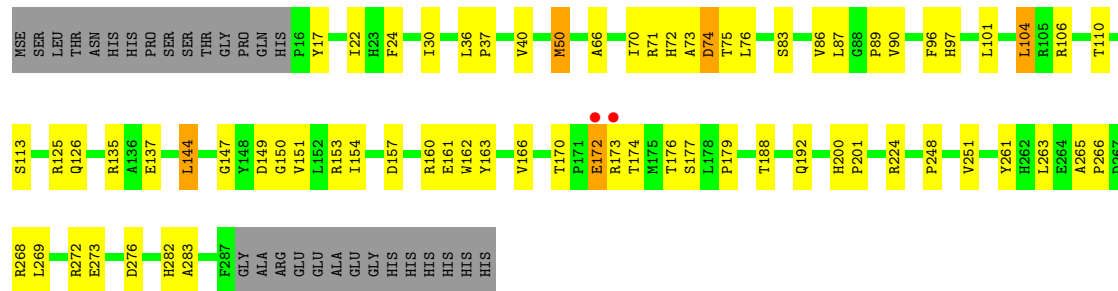 MSE SER LEU THR ASN HIS HIS PRO SER SER THR GLY PRO GLN HIS P16 Y17 I22 H23 F24 I30 L36 P37 V40 M50 A66 I70 R71 H72 A73 D74 T75 L76 S83 V86 L87 G88 P89 V90 F96 H97 L101 L104 R105 R106 T110
S113 R125 Q126 R135 A136 E137 L144 G147 Y148 D149 G150 V151 L152 R153 I154 D157 R160 E161 W162 Y163 V166 T170 P171 E172 R173 T174 M175 T176 S177 L178 P179 T188 Q192 H200 P201 R224 P248 V251 Y261 H262 L263 E264 A265 P266 D267
R268 L269 R272 E273 D276 H282 A283 F287 GLY ALA ARG GLU GLU ALA GLU GLY HIS HIS HIS HIS HIS HIS